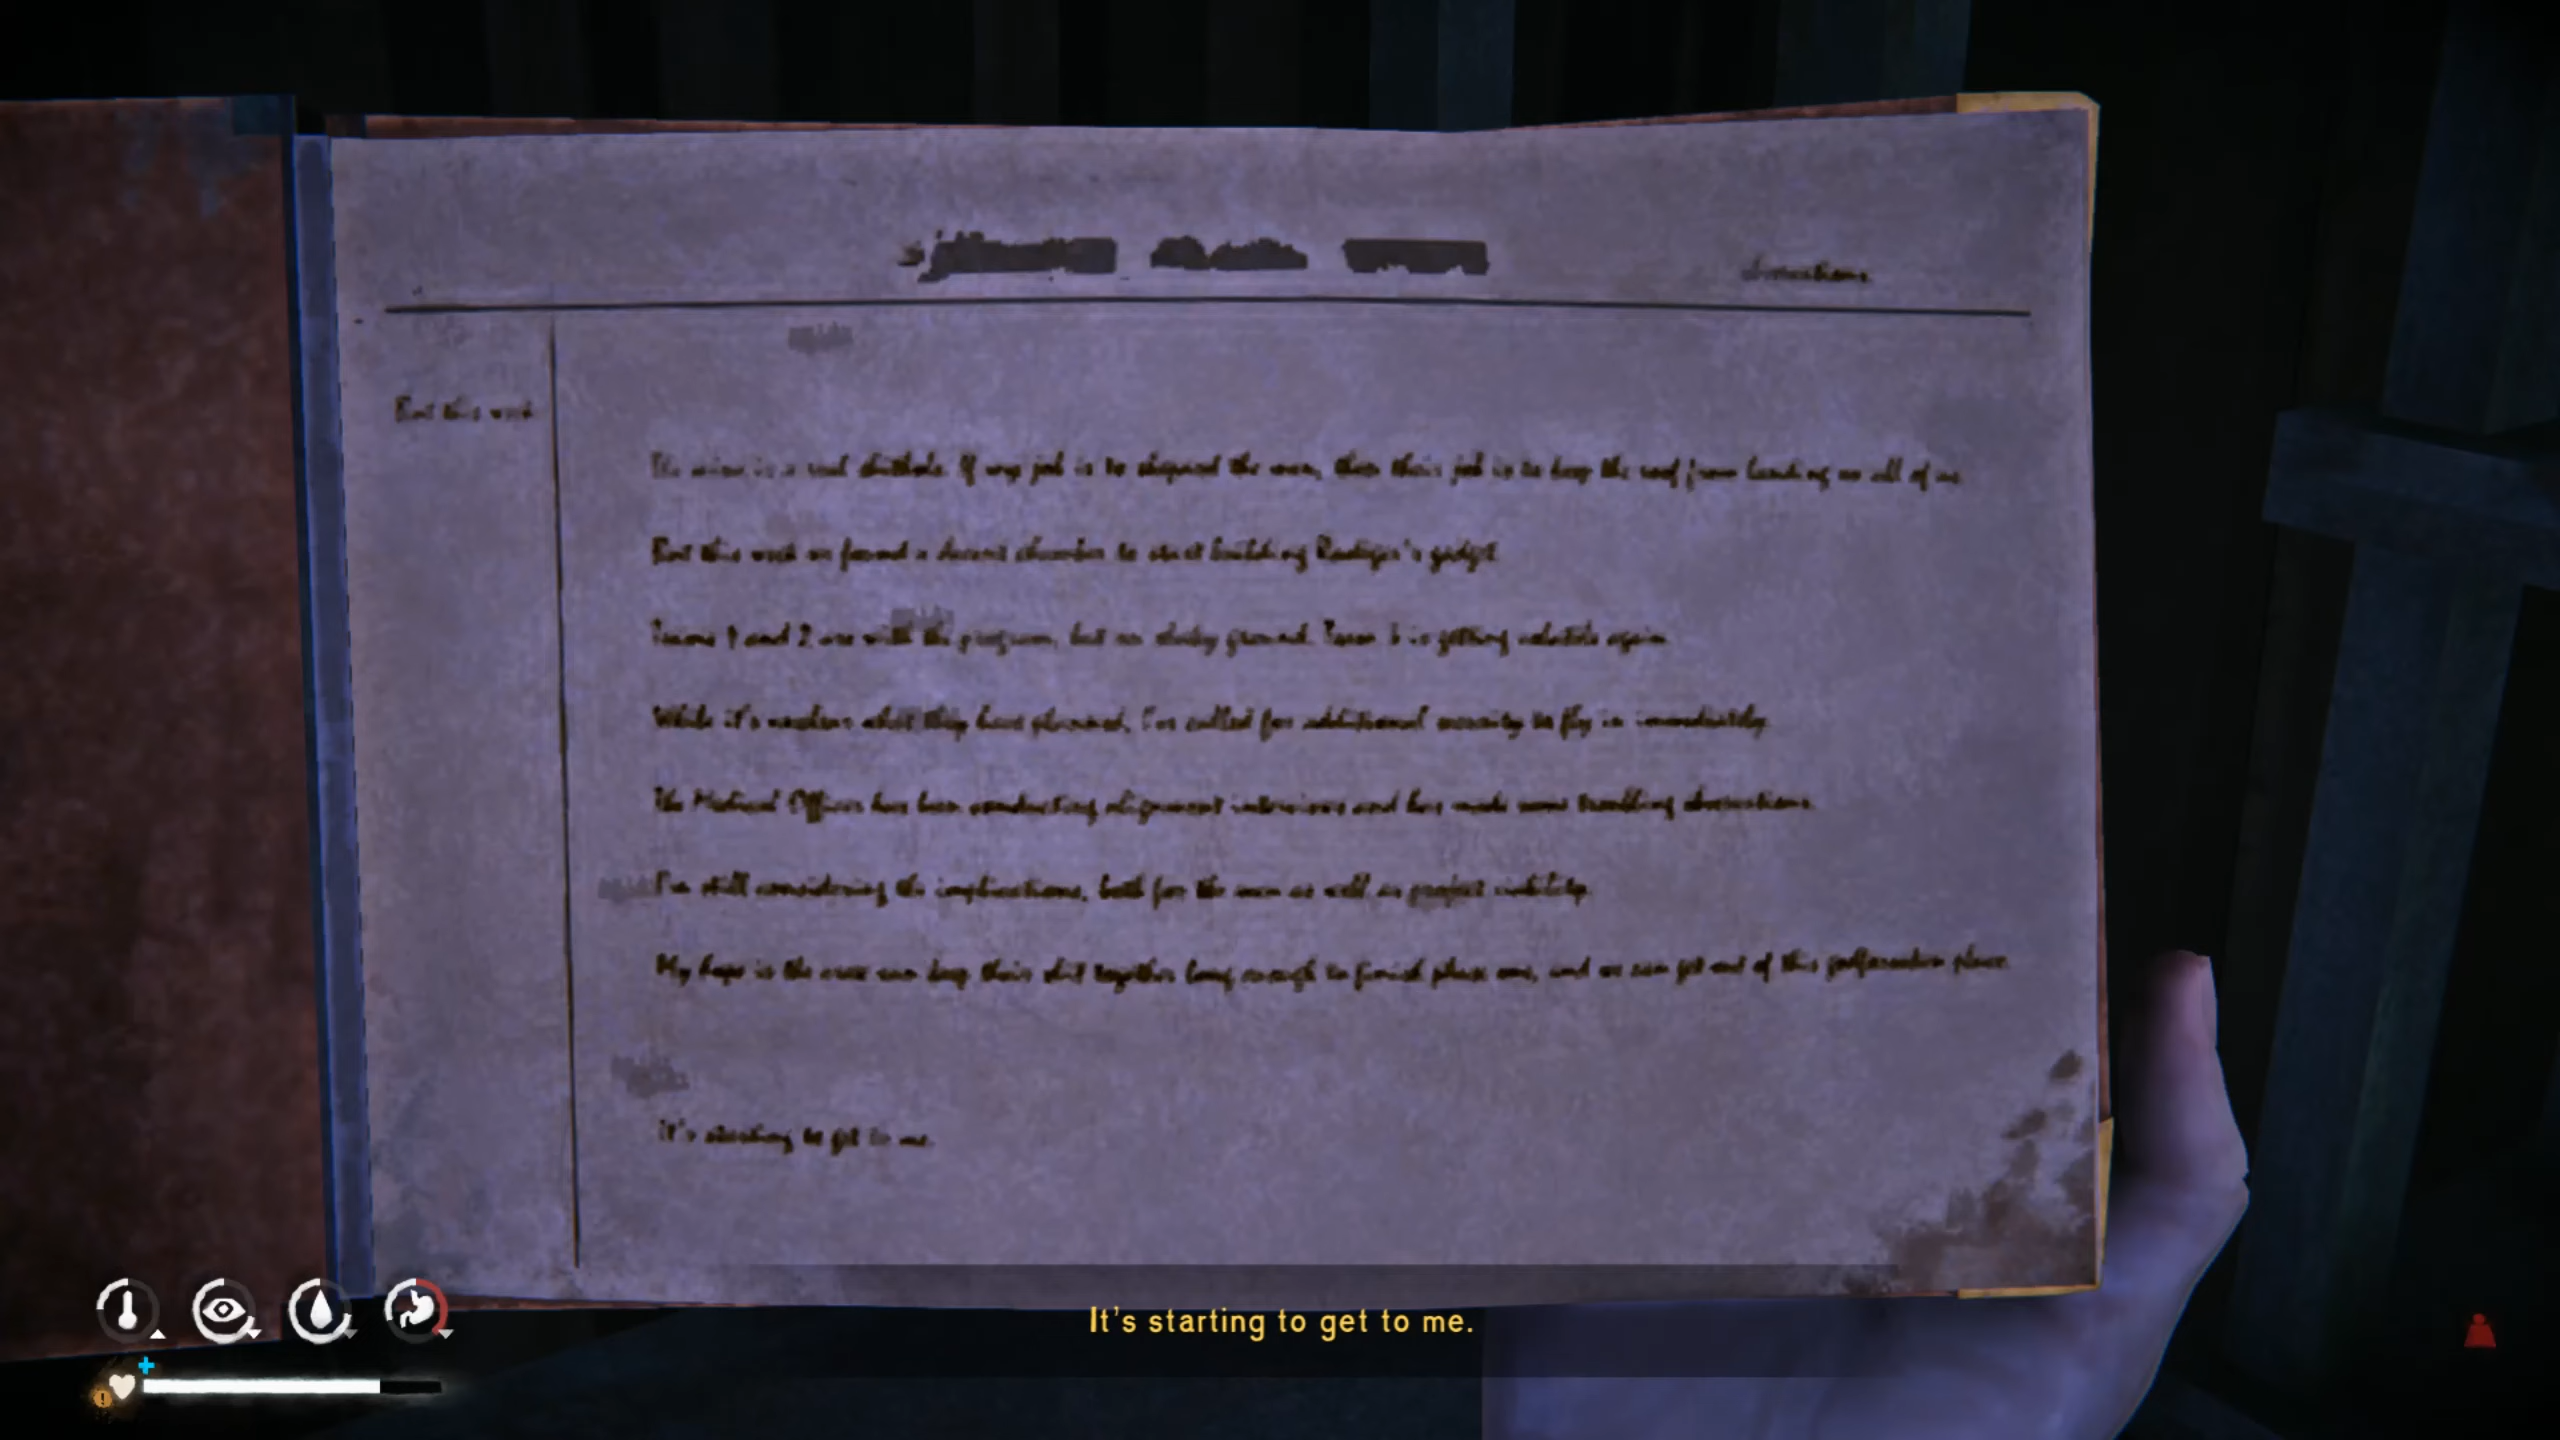 observations
But this week
The mine is a real shithole. If my job is to shepard the men, then their job is to keep the roof from landing on all of us.
But this week we found a decent chamber to start building Rudiger's gadget.
Teams 1 and 2 are with the program, but on shaky ground. Team 3 is getting volatile again.
While it's unclear what they have planned, I've called for additional security to fly in immediately.
The Medical Officer has been conducting alignment interviews and has made some troubling observations.
I'm still considering the implications, both for the men as well as project viability.
My hope is the crew can keep their shit together long enough to finish phase one, and we can get out of this godforsaken place.
It's starting to get to me.
It's starting to get to me.